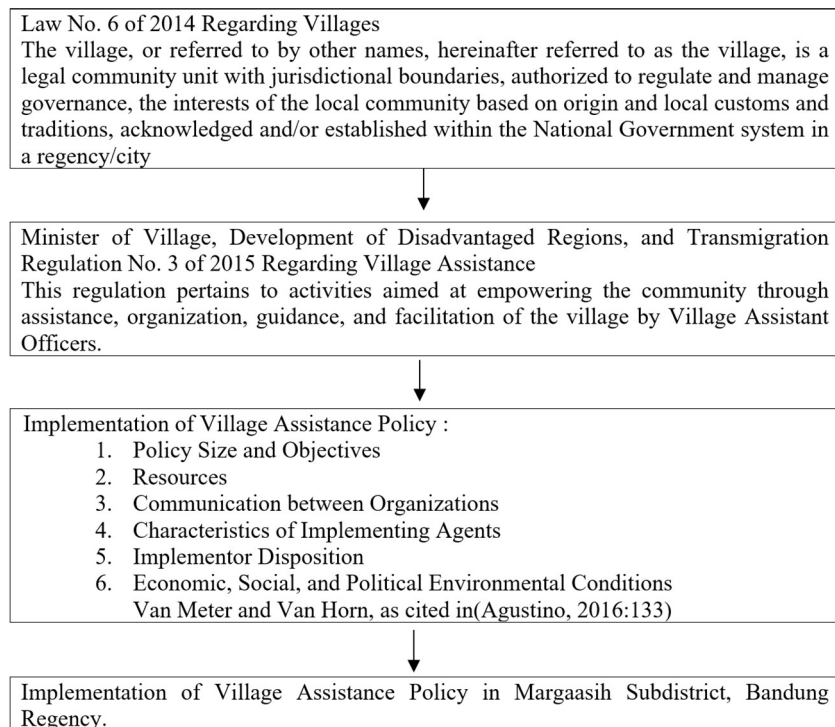 Law No. 6 of 2014 Regarding Villages
The village, or referred to by other names, hereinafter referred to as the village, is a
legal community unit with jurisdictional boundaries, authorized to regulate and manage
governance, the interests of the local community based on origin and local customs and
traditions, acknowledged and/or established within the National Government system in
a regency/city
Minister of Village, Development of Disadvantaged Regions, and Transmigration
Regulation No. 3 of 2015 Regarding Village Assistance
This regulation pertains to activities aimed at empowering the community through
assistance, organization, guidance, and facilitation of the village by Village Assistant
Officers.
Implementation of Village Assistance Policy :
1. Policy Size and Objectives
2. Resources
3. Communication between Organizations
4. Characteristics of Implementing Agents
5. Implementor Disposition
6. Economic, Social, and Political Environmental Conditions
Van Meter and Van Horn, as cited in(Agustino, 2016:133)
Implementation of Village Assistance Policy in Margaasih Subdistrict, Bandung
Regency.